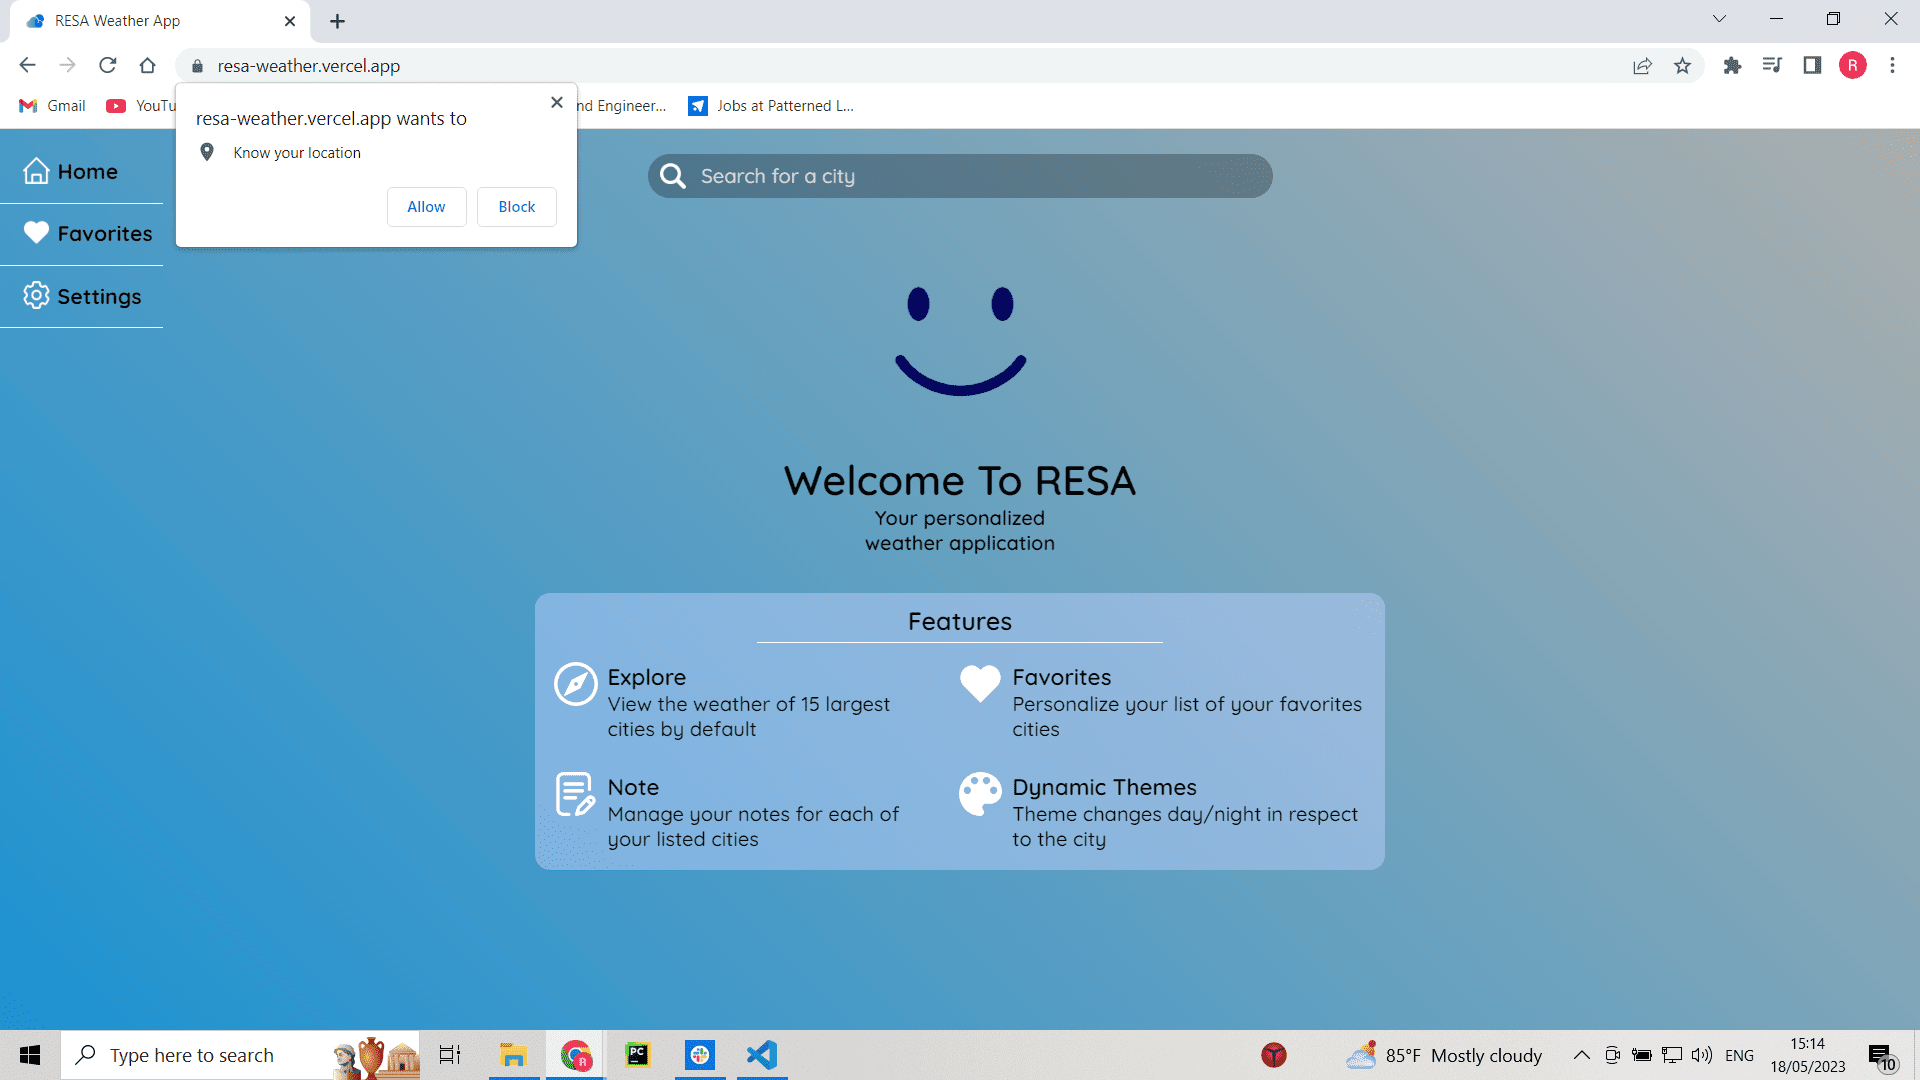 RESA Weather App
resa-weather.vercel.app
R
Gmail
YouTu
nd Engineer...
Jobs at Patterned L...
resa-weather.vercel.app wants to
Know your location
Allow
Block
Home
Favorites
Settings
Search for a city
Welcome To RESA
Your personalized
weather application
Features
Explore
View the weather of 15 largest
cities by default
Favorites
Personalize your list of your favorites
cities
Note
Manage your notes for each of
your listed cities
Dynamic Themes
Theme changes day/night in respect
to the city
Type here to search
PC
85°F Mostly cloudy
ENG
15:14
18/05/2023
10